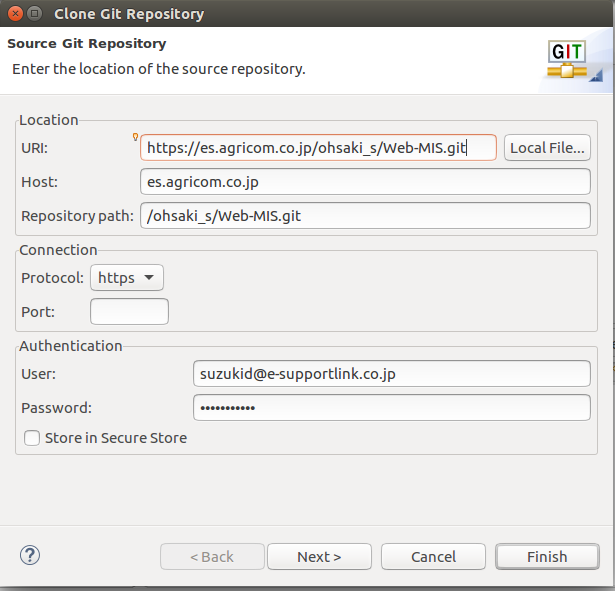 Clone Git Repository
Source Git Repository
Enter the location of the source repository.
GIT
Location
URI: https://es.agricom.co.jp/ohsaki_s/Web-MIS.git Local File...
Host: es.agricom.co.jp
Repository path: /ohsaki_s/Web-MIS.git
Connection
Protocol: https
Port:
Authentication
User: suzukid@e-supportlink.co.jp
Password: •••••••••••
Store in Secure Store
? < Back Next > Cancel Finish